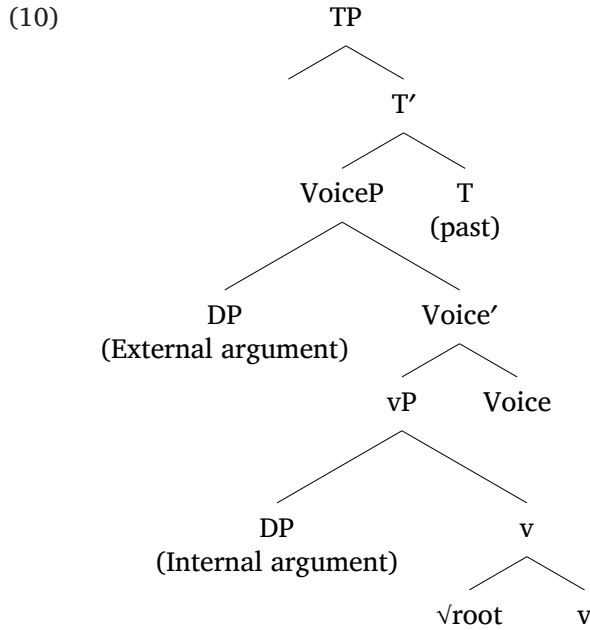 (10) TP
T′
VoiceP T
(past)
DP Voice′
(External argument)
vP Voice
DP v
(Internal argument)
√root v